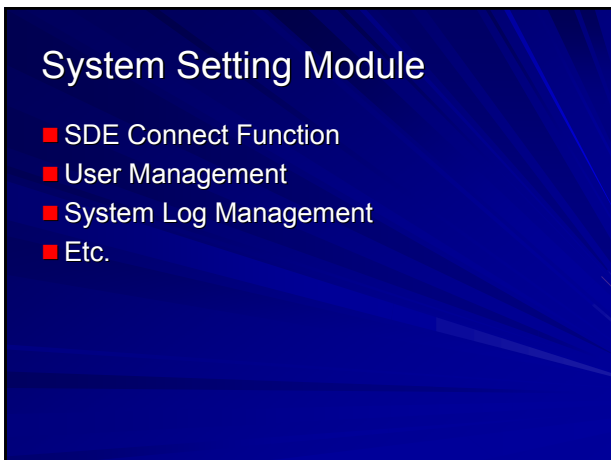 System Setting Module
SDE Connect Function
User Management
System Log Management
Etc.